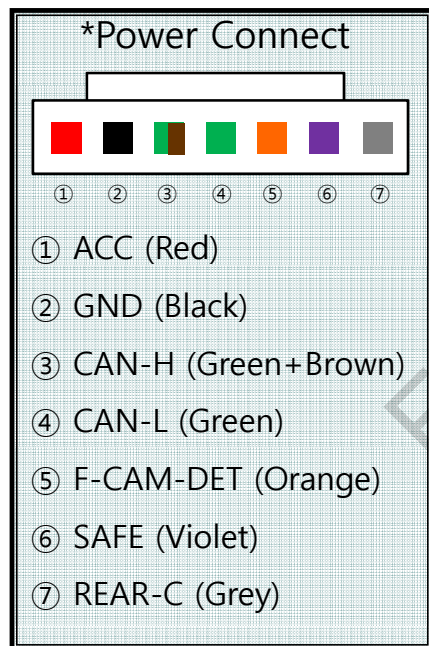 *Power Connect
① ② ③ ④ ⑤ ⑥ ⑦
① ACC (Red)
② GND (Black)
③ CAN-H (Green+Brown)
④ CAN-L (Green)
⑤ F-CAM-DET (Orange)
⑥ SAFE (Violet)
⑦ REAR-C (Grey)